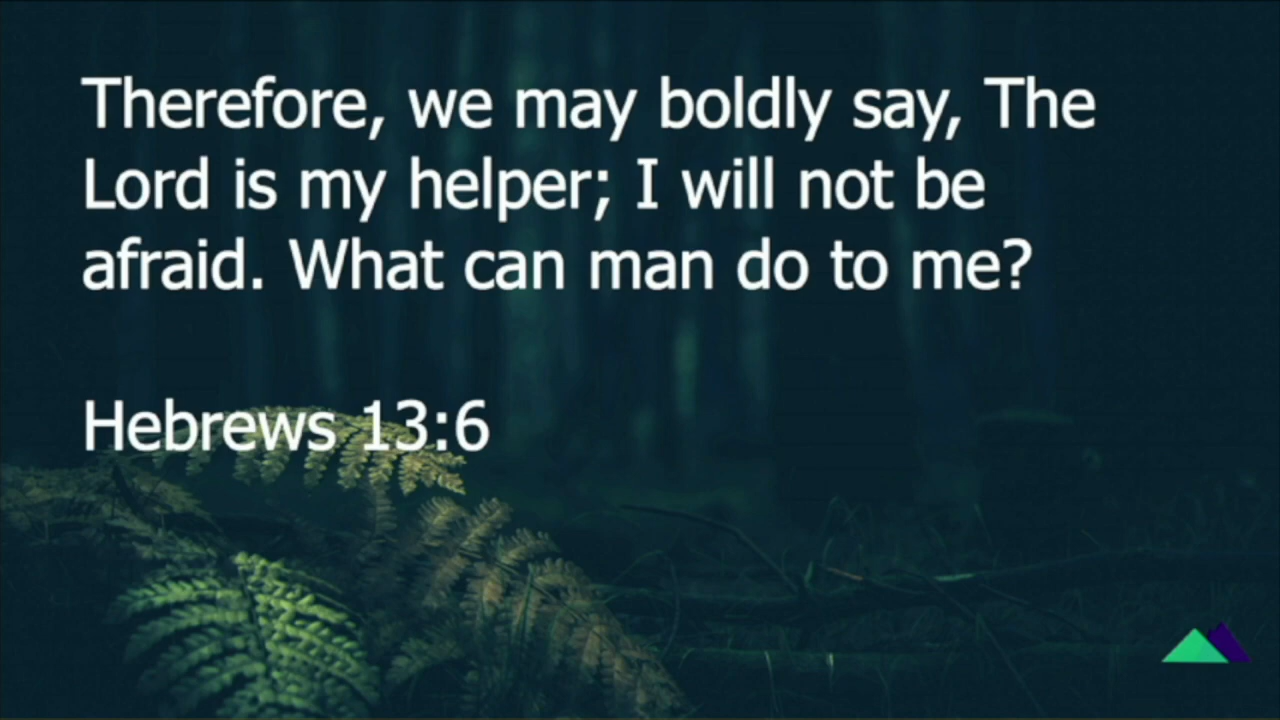 Therefore, we may boldly say, The
Lord is my helper; I will not be
afraid. What can man do to me?
Hebrews 13:6